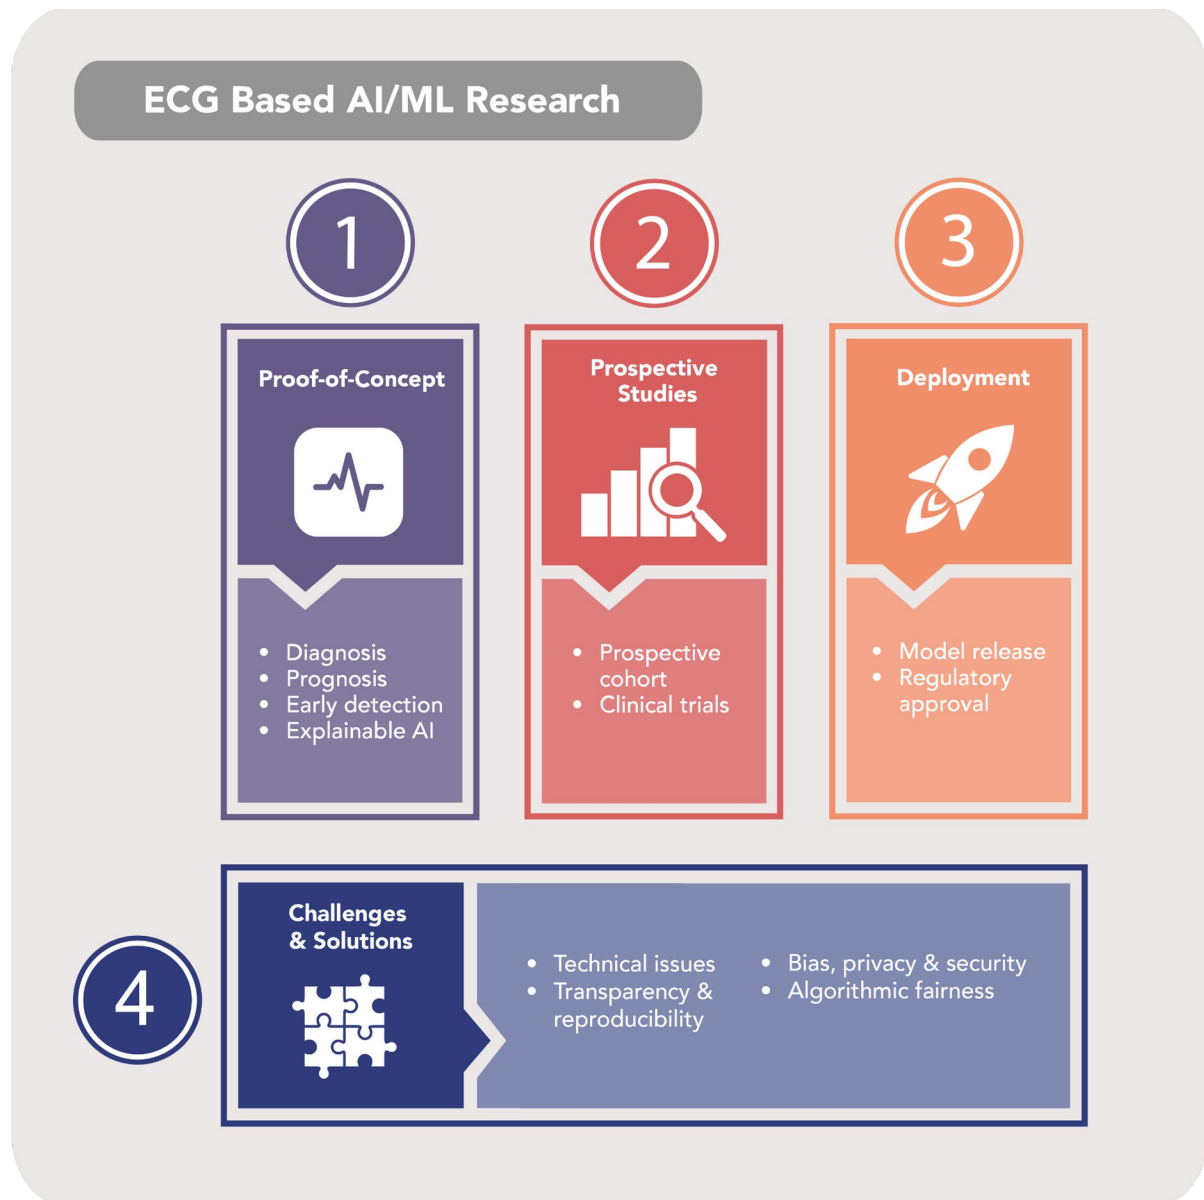 ECG Based AI/ML Research
1
2
3
Proof-of-Concept
• Diagnosis
• Prognosis
• Early detection
• Explainable AI
Prospective
Studies
• Prospective
cohort
• Clinical trials
Deployment
• Model release
• Regulatory
approval
4
Challenges
& Solutions
• Technical issues
• Transparency &
reproducibility
• Bias, privacy & security
• Algorithmic fairness